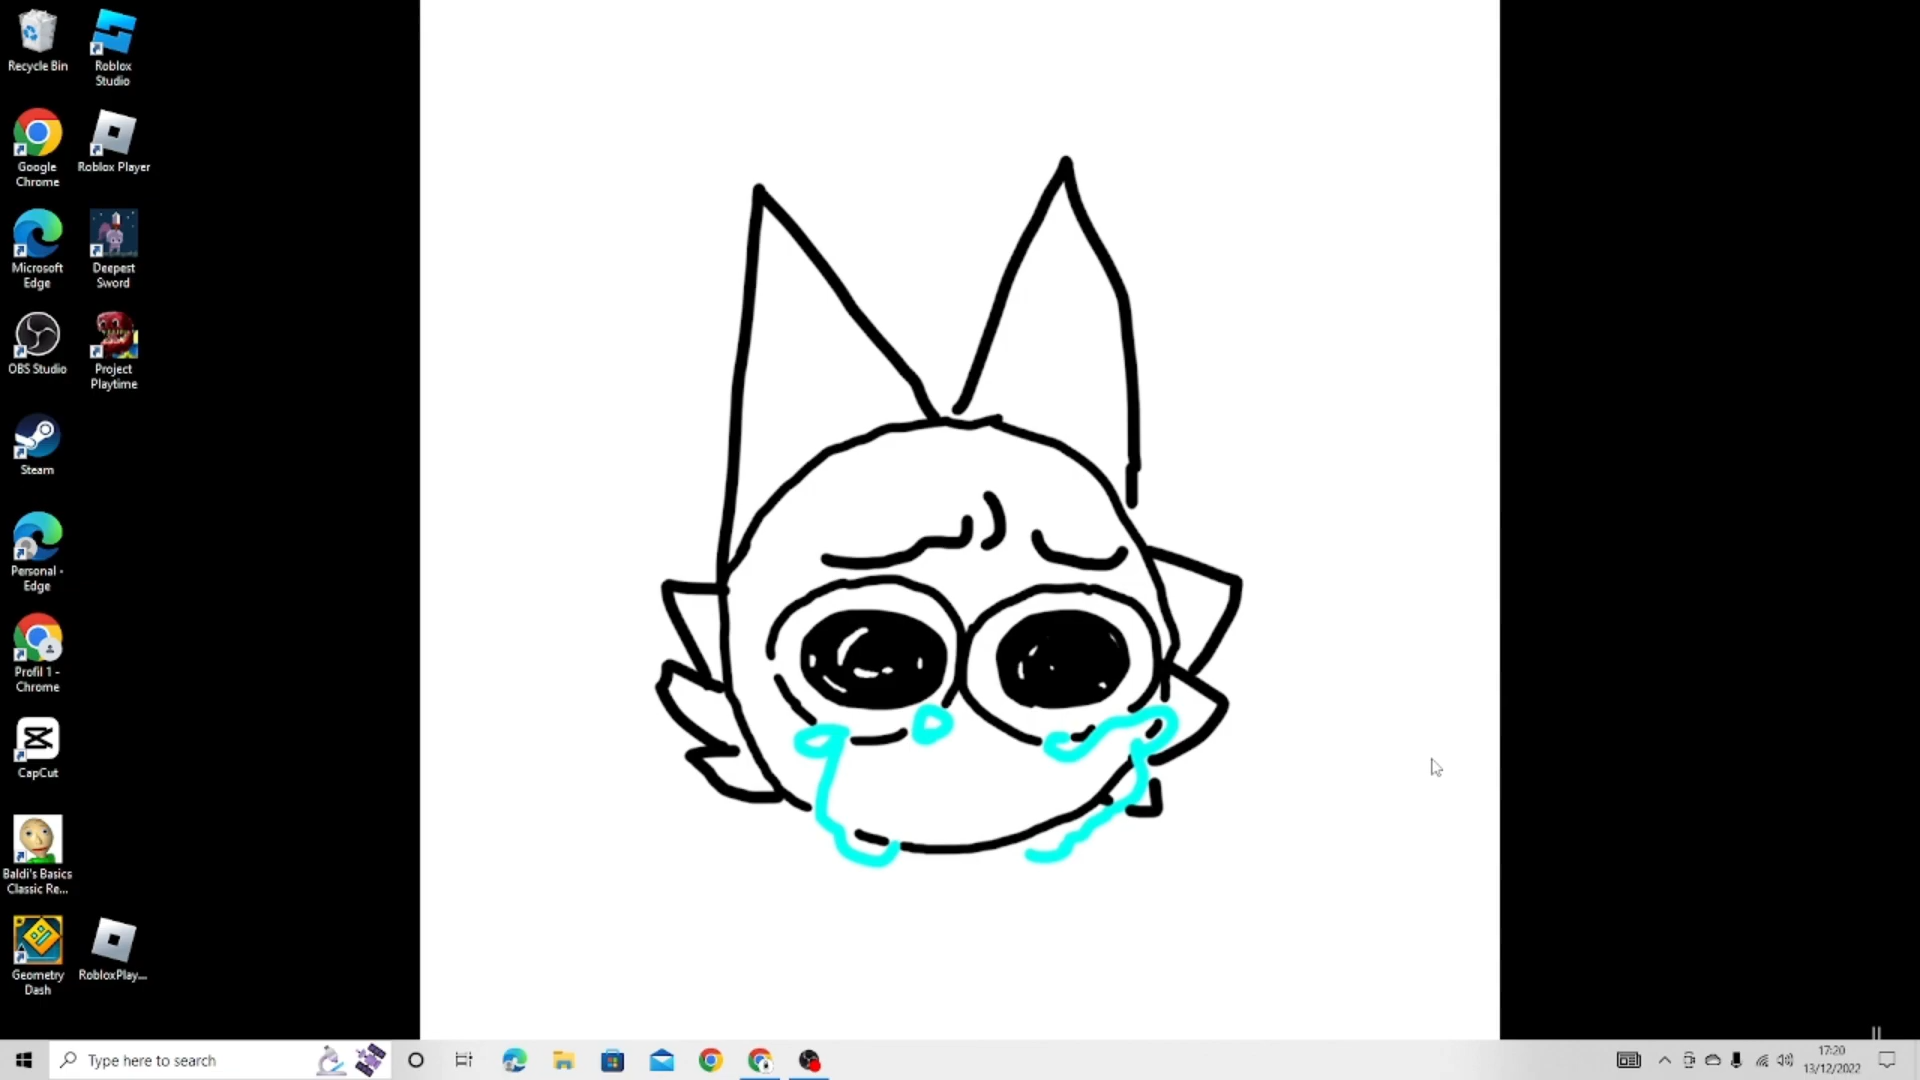 Recycle Bin
Roblox
Studio
Google
Chrome
Roblox Player
Microsoft
Edge
Deepest
Sword
OBS Studio
Project
Playtime
Steam
Personal -
Edge
Profil 1 -
Chrome
CapCut
Baldi's Basics
Classic Re...
Geometry
Dash
RobloxPlay...
Type here to search
17:20
13/12/2022